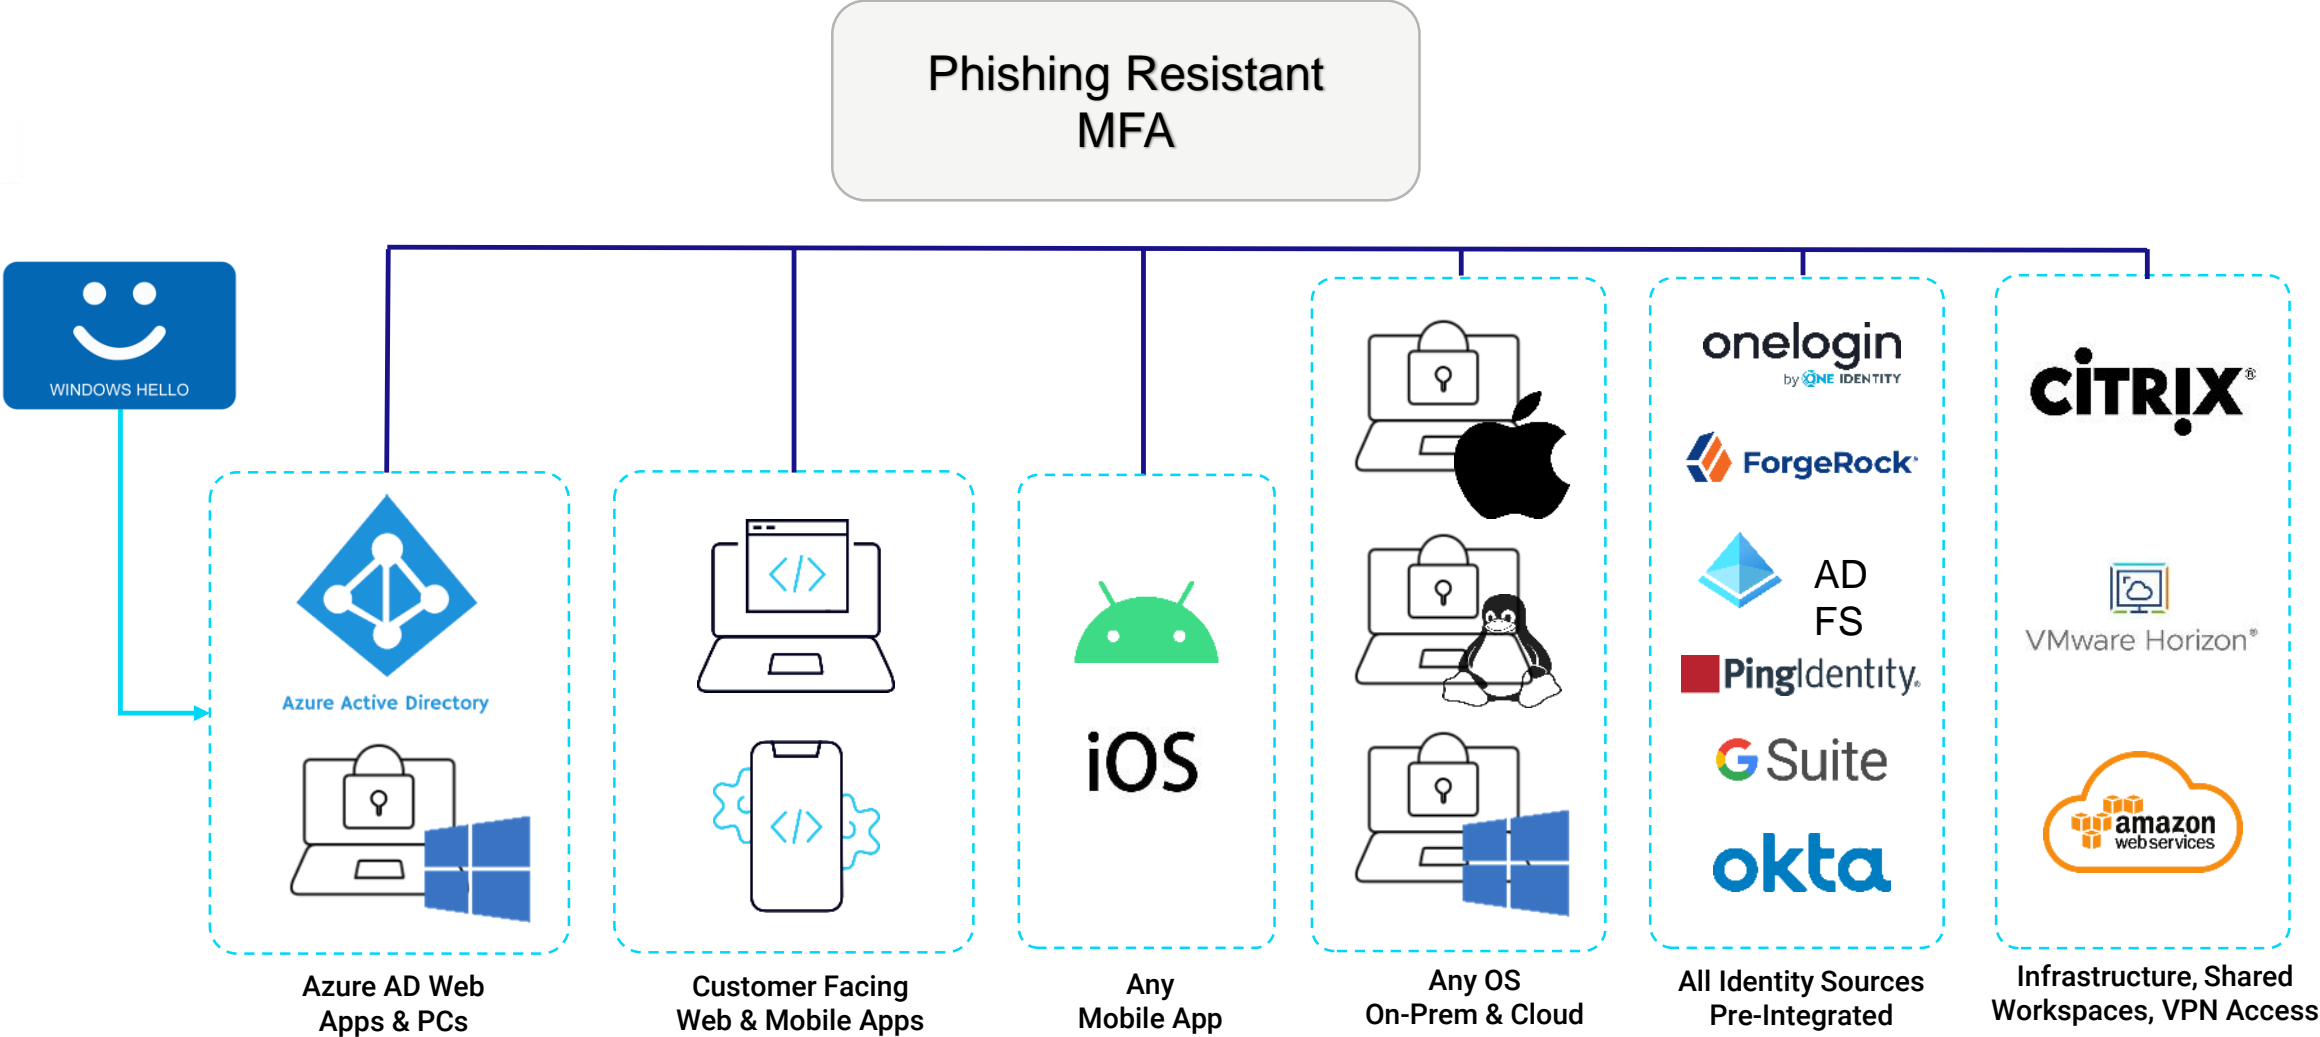 Phishing Resistant
MFA
WINDOWS HELLO
Azure Active Directory
</>
</>
Azure AD Web
Apps & PCs
Customer Facing
Web & Mobile Apps
iOS
Any
Mobile App
Any OS
On-Prem & Cloud
onelogin
by ONE IDENTITY
ForgeRock
AD
FS
PingIdentity®
G Suite
okta
All Identity Sources
Pre-Integrated
CITRIX®
VMware Horizon®
amazon
webservices
Infrastructure, Shared
Workspaces, VPN Access